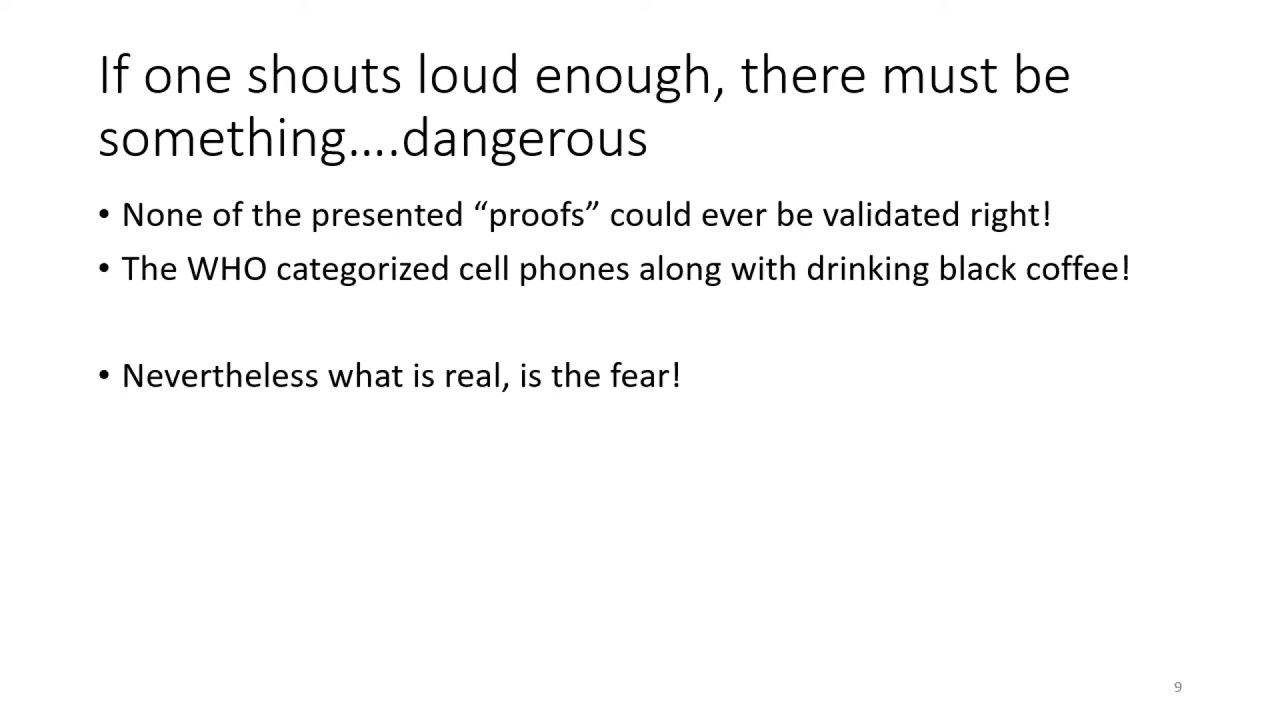 If one shouts loud enough, there must be
something....dangerous
• None of the presented “proofs” could ever be validated right!
• The WHO categorized cell phones along with drinking black coffee!
• Nevertheless what is real, is the fear!
9